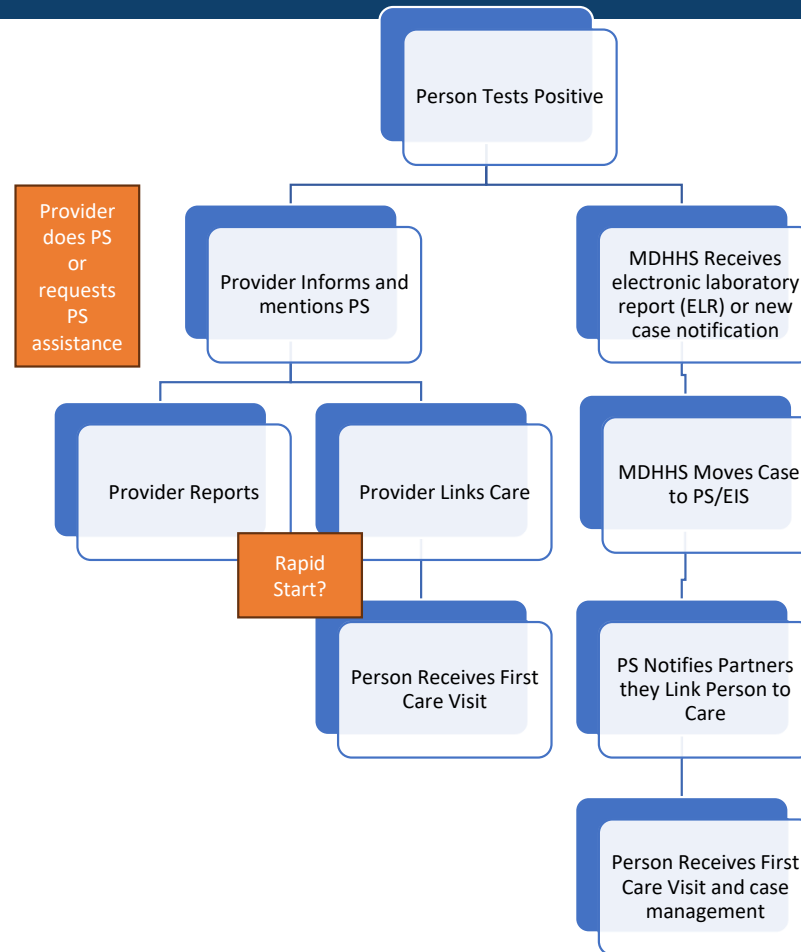 Person Tests Positive
Provider
does PS
or
requests
PS
assistance
Provider Informs and
mentions PS
MDHHS Receives
electronic laboratory
report (ELR) or new
case notification
Provider Reports
Provider Links Care
MDHHS Moves Case
to PS/EIS
Rapid
Start?
Person Receives First
Care Visit
PS Notifies Partners
they Link Person to
Care
Person Receives First
Care Visit and case
management